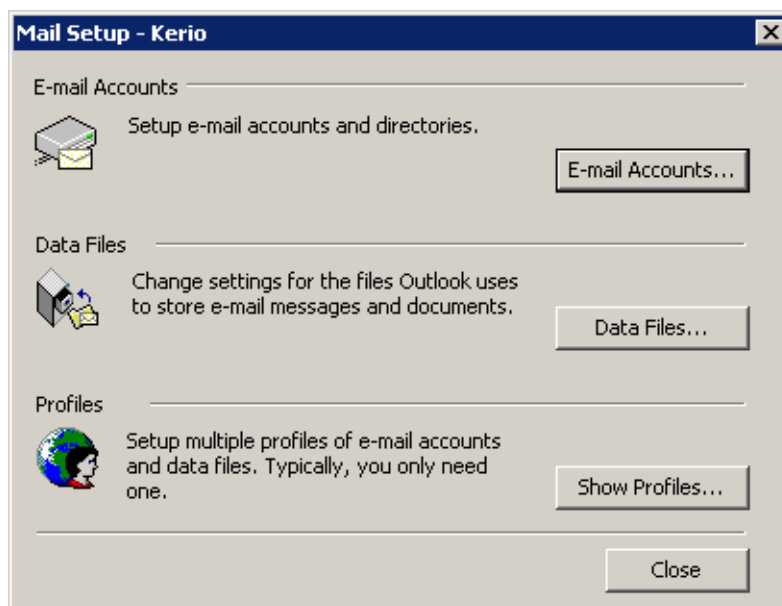 Mail Setup - Kerio
E-mail Accounts
Setup e-mail accounts and directories.
E-mail Accounts...
Data Files
Change settings for the files Outlook uses
to store e-mail messages and documents.
Data Files...
Profiles
Setup multiple profiles of e-mail accounts
and data files. Typically, you only need
one.
Show Profiles...
Close